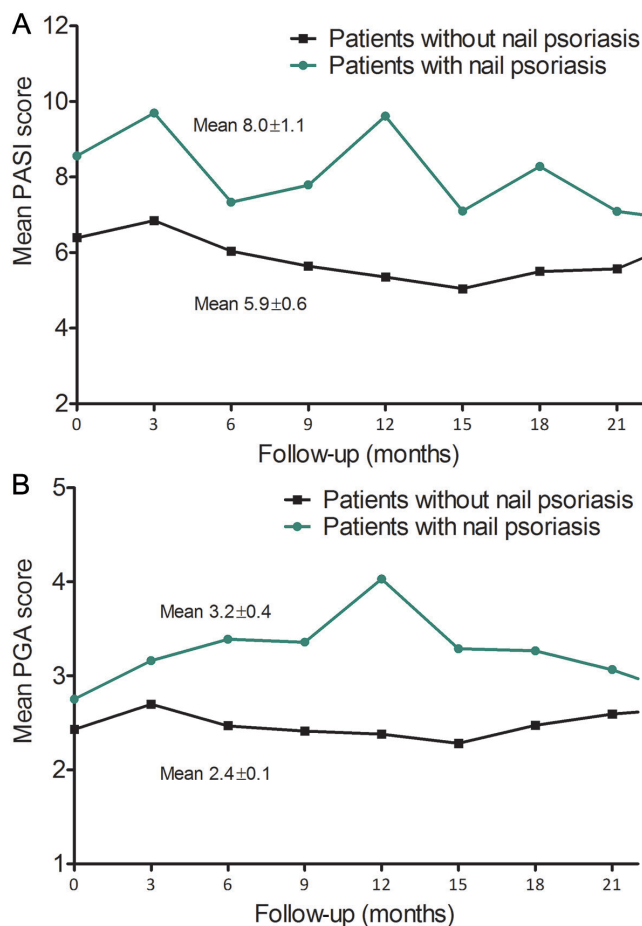 A
12
10
8
6
4
2
Mean PASI score
Patients without nail psoriasis
Patients with nail psoriasis
Mean 8.0±1.1
Mean 5.9±0.6
0 3 6 9 12 15 18 21
Follow-up (months)
B
5
4
3
2
1
Mean PGA score
Patients without nail psoriasis
Patients with nail psoriasis
Mean 3.2±0.4
Mean 2.4±0.1
0 3 6 9 12 15 18 21
Follow-up (months)